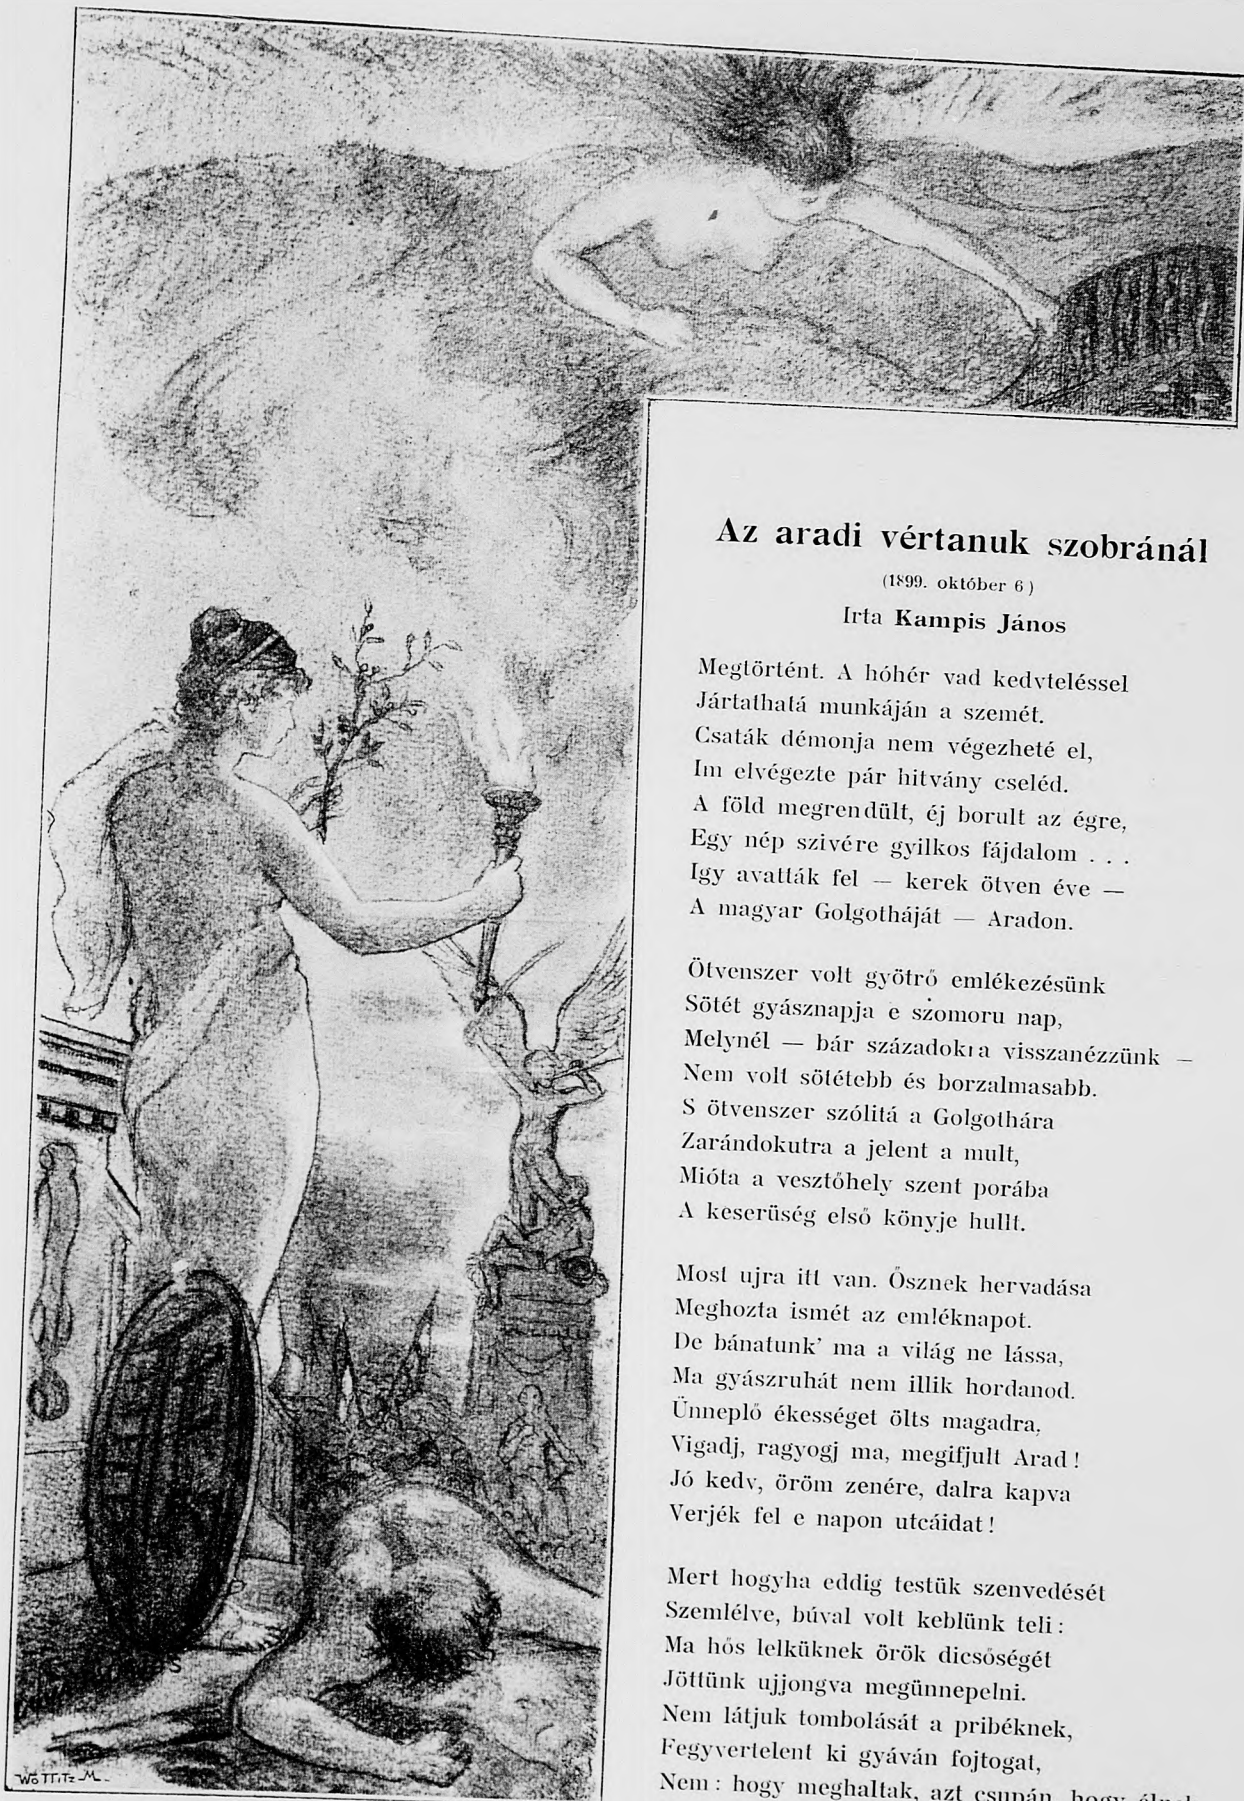 Az aradi vértanuk szobránál
(1899. október 6)
Irta Kampis János
Megtörtént. A hóhér vad kedvteléssel
Jártathatá munkáján a szemét.
Csaták démonja nem végezheté el,
Im elvégezte pár hitvány cseléd.
A föld megrendült, éj borult az égre,
Egy nép szivére gyilkos fájdalom . . .
Igy avatták fel — kerek ötven éve —
A magyar Golgotháját — Aradon.
Ötvenszer volt gyötrő emlékezésünk
Sötét gyásznapja e szomoru nap,
Melynél — bár századokra visszanézzünk —
Nem volt sötétebb és borzalmasabb.
S ötvenszer szólitá a Golgothára
Zarándokutra a jelent a mult,
Mióta a vesztőhely szent porába
A keserüség első könyje hullt.
Most ujra itt van. Ősznek hervadása
Meghozta ismét az emléknapot.
De bánatunk’ ma a világ ne lássa,
Ma gyászruhát nem illik hordanod.
Ünneplő ékességet ölts magadra,
Vigadj, ragyogj ma, megifjult Arad!
Jó kedv, öröm zenére, dalra kapva
Verjék fel e napon utcáidat!
Mert hogyha eddig testük szenvedését
Szemlélve, búval volt keblünk teli:
Ma hős lelküknek örök dicsőségét
Jöttünk ujjongva megünnepelni.
Nem látjuk tombolását a pribéknek,
Fegyvertelent ki gyáván fojtogat,
Nem: hogy meghaltak, azt csupán, hogy
WOTTITZ-M.